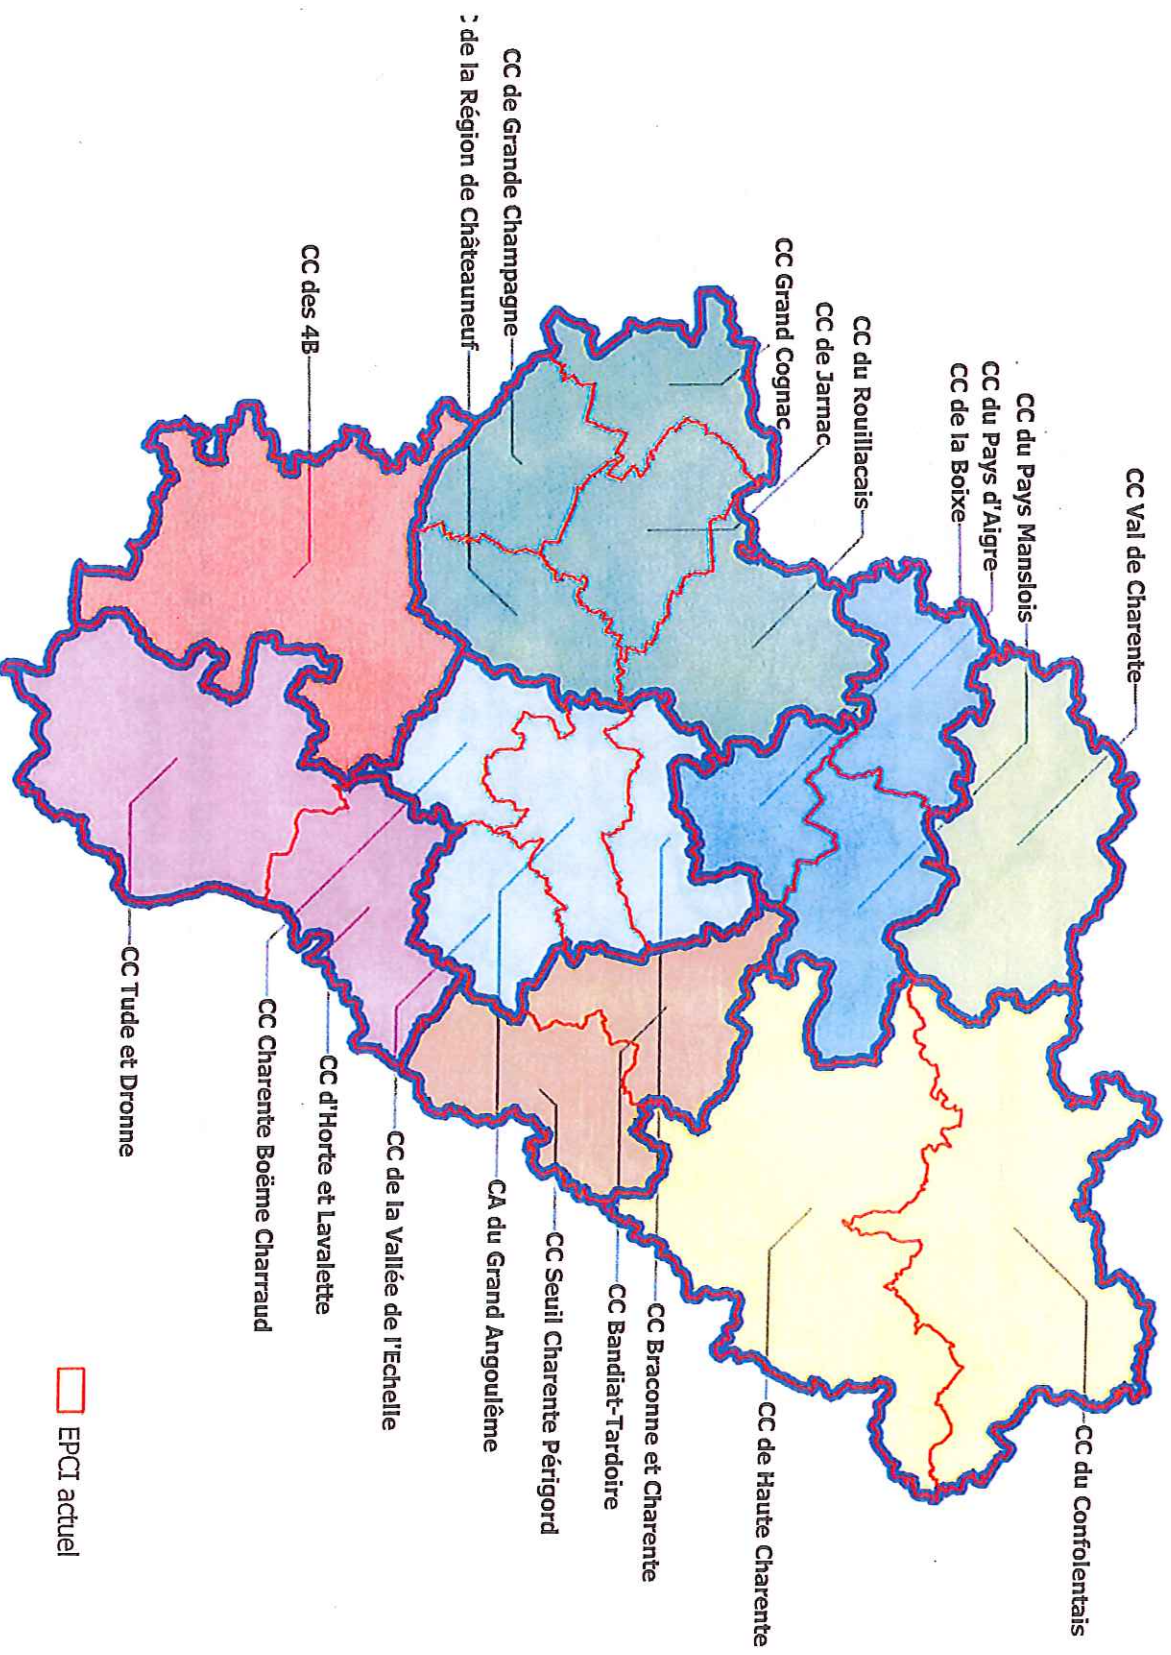 CC Val de Charente
CC du Pays Manslois
CC du Pays d'Aigre
CC de la Boixe
CC du Rouillacais
CC de Jarnac
CC Grand Cognac
CC de Grande Champagne
de la Région de Châteauneuf
CC des 4B
CC du Confolentais
CC de Haute Charente
CC Braconne et Charente
CC Bandiat-Tardoire
CC Seuil Charente Périgord
CA du Grand Angoulême
CC de la Vallée de l'Echelle
CC d'Horte et Lavalette
CC Charente Boëme Charraud
CC Tude et Dronne
EPCI actuel